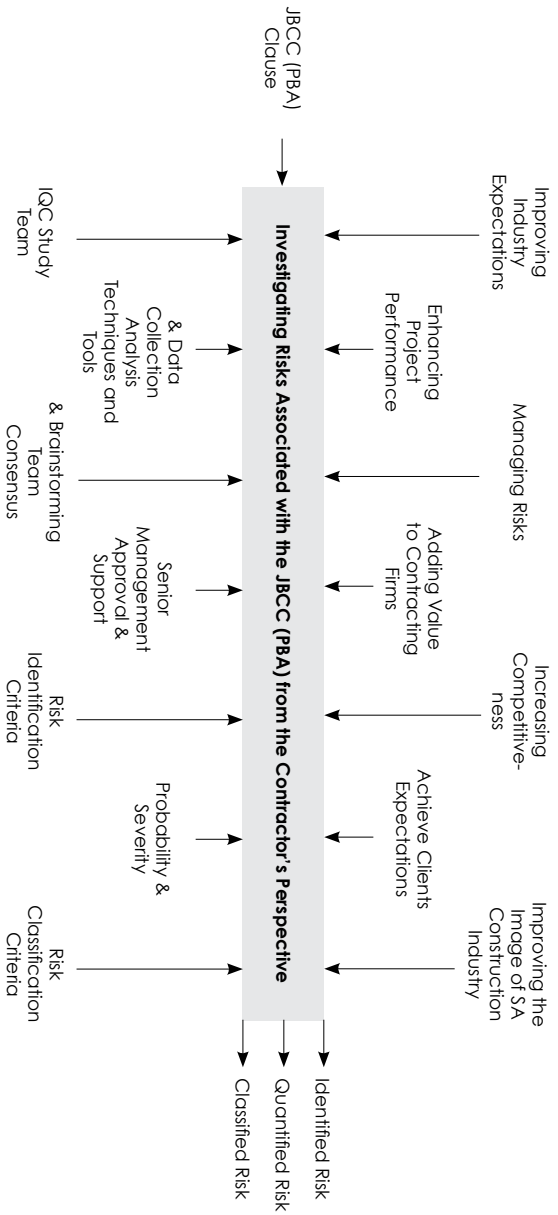 JBCC (PBA)
Clause
Improving
Industry
Expectations
Enhancing
Project
Performance
Managing Risks
Adding Value
to Contracting
Firms
Increasing
Competitive-
ness
Achieve Clients
Expectations
Improving the
Image of SA
Construction
Industry
Investigating Risks Associated with the JBCC (PBA) from the Contractor's Perspective
IQC Study
Team
& Data
Collection
Analysis
Techniques and
Tools
& Brainstorming
Team
Consensus
Senior
Management
Approval &
Support
Risk
Identification
Criteria
Probability &
Severity
Risk
Classification
Criteria
Identified Risk
Quantified Risk
Classified Risk